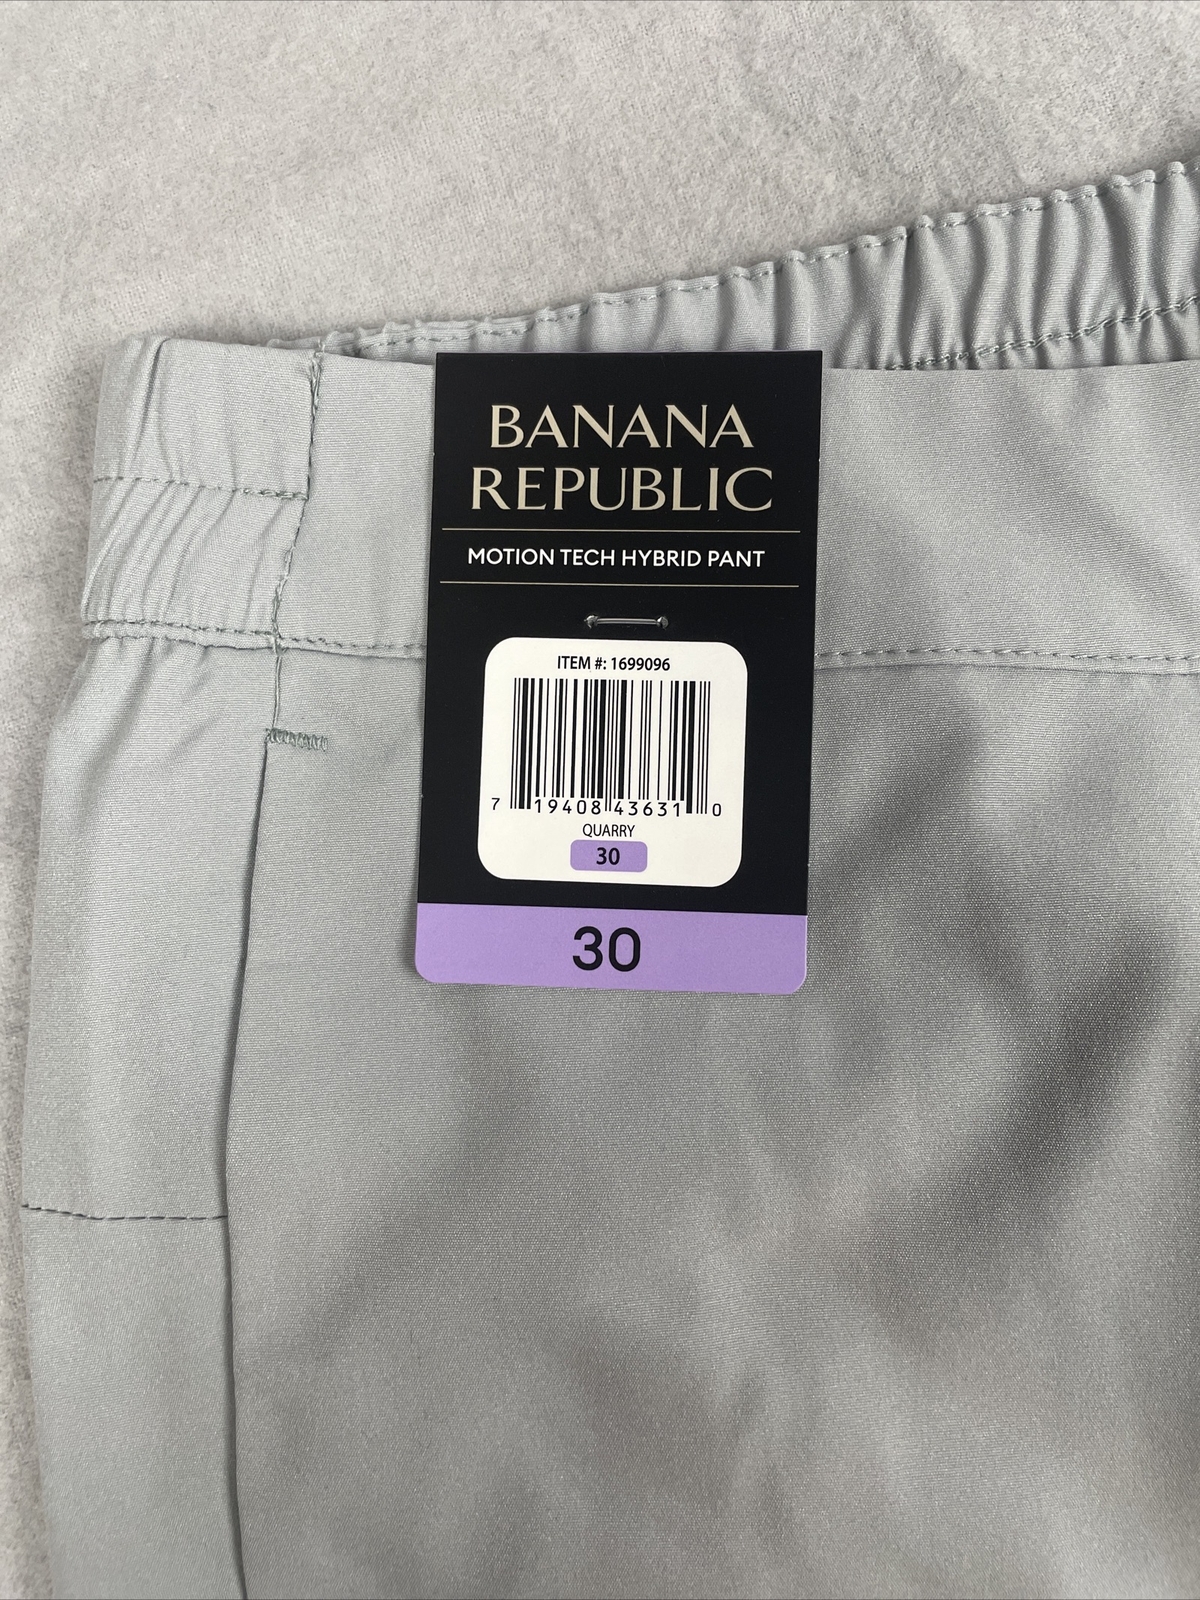 BANANA
REPUBLIC
MOTION TECH HYBRID PANT
ITEM #: 1699096
7 19408 43631 0
QUARRY
30
30